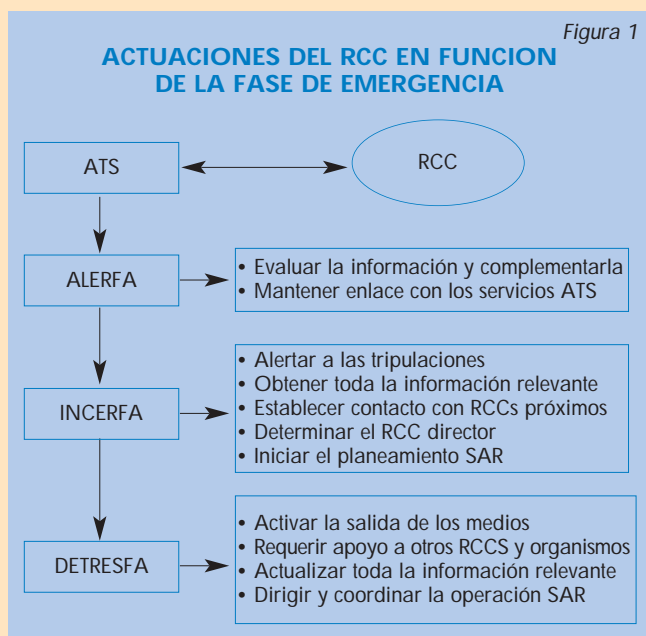 Figura 1
ACTUACIONES DEL RCC EN FUNCION
DE LA FASE DE EMERGENCIA
ATS
RCC
ALERFA
• Evaluar la información y complementarla
• Mantener enlace con los servicios ATS
INCERFA
• Alertar a las tripulaciones
• Obtener toda la información relevante
• Establecer contacto con RCCs próximos
• Determinar el RCC director
• Iniciar el planeamiento SAR
DETRESFA
• Activar la salida de los medios
• Requerir apoyo a otros RCCS y organismos
• Actualizar toda la información relevante
• Dirigir y coordinar la operación SAR